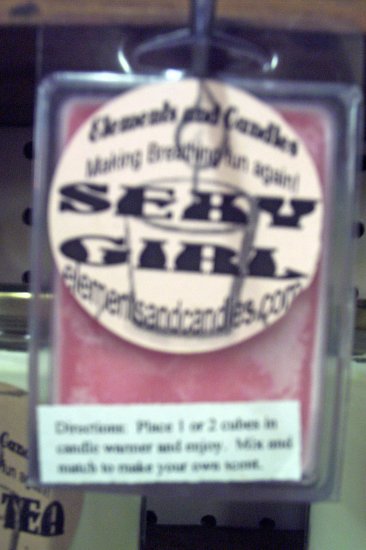 Elements and Candles
Making Breathing fun again!
SEXY
GIRL
elementsandcandles.com
Directions: Place 1 or 2 cubes in
candle warmer and enjoy. Mix and
match to make your own scent.
TEA